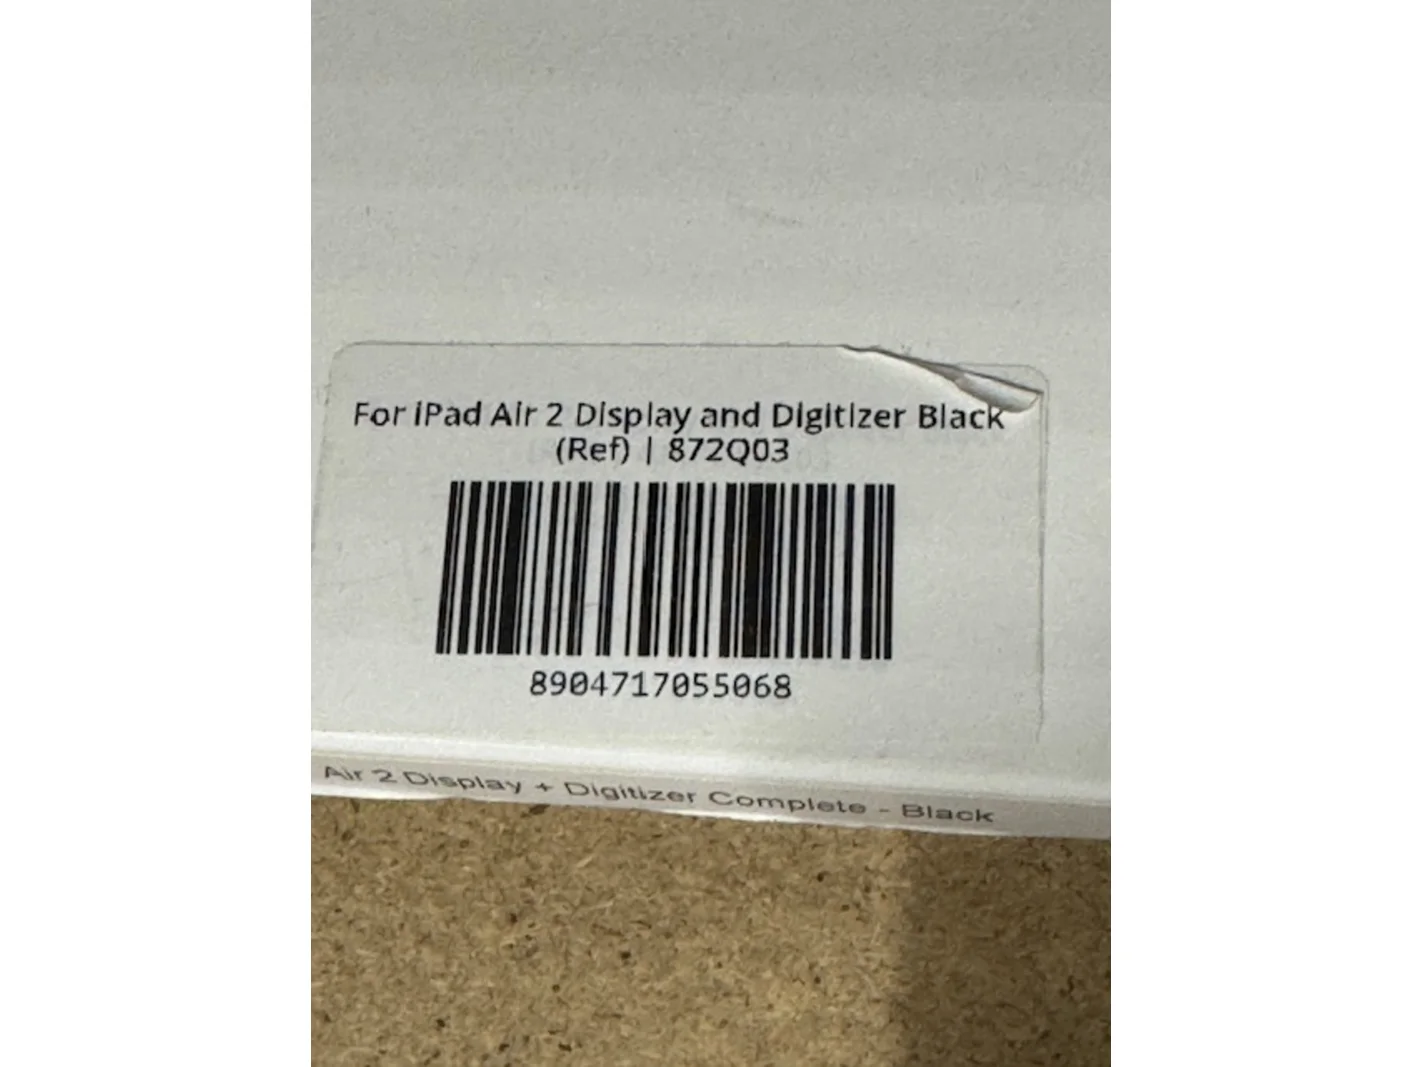 For iPad Air 2 Display and Digitizer Black
(Ref) | 872Q03
8904717055068
Air 2 Display + Digitizer Complete - Black